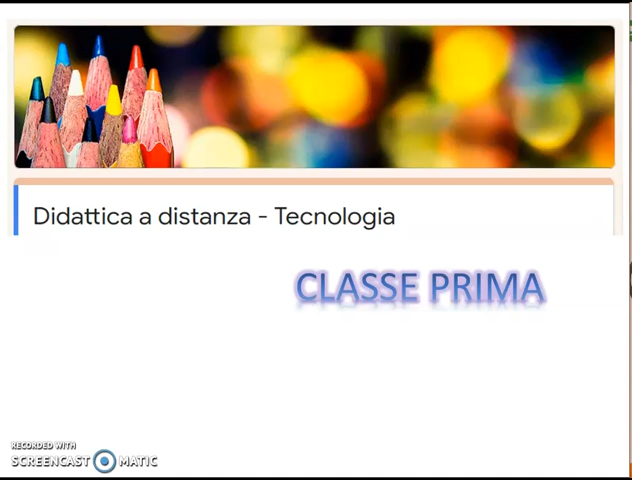 Didattica a distanza - Tecnologia
CLASSE PRIMA
RECORDED WITH
SCREENCAST MATIC